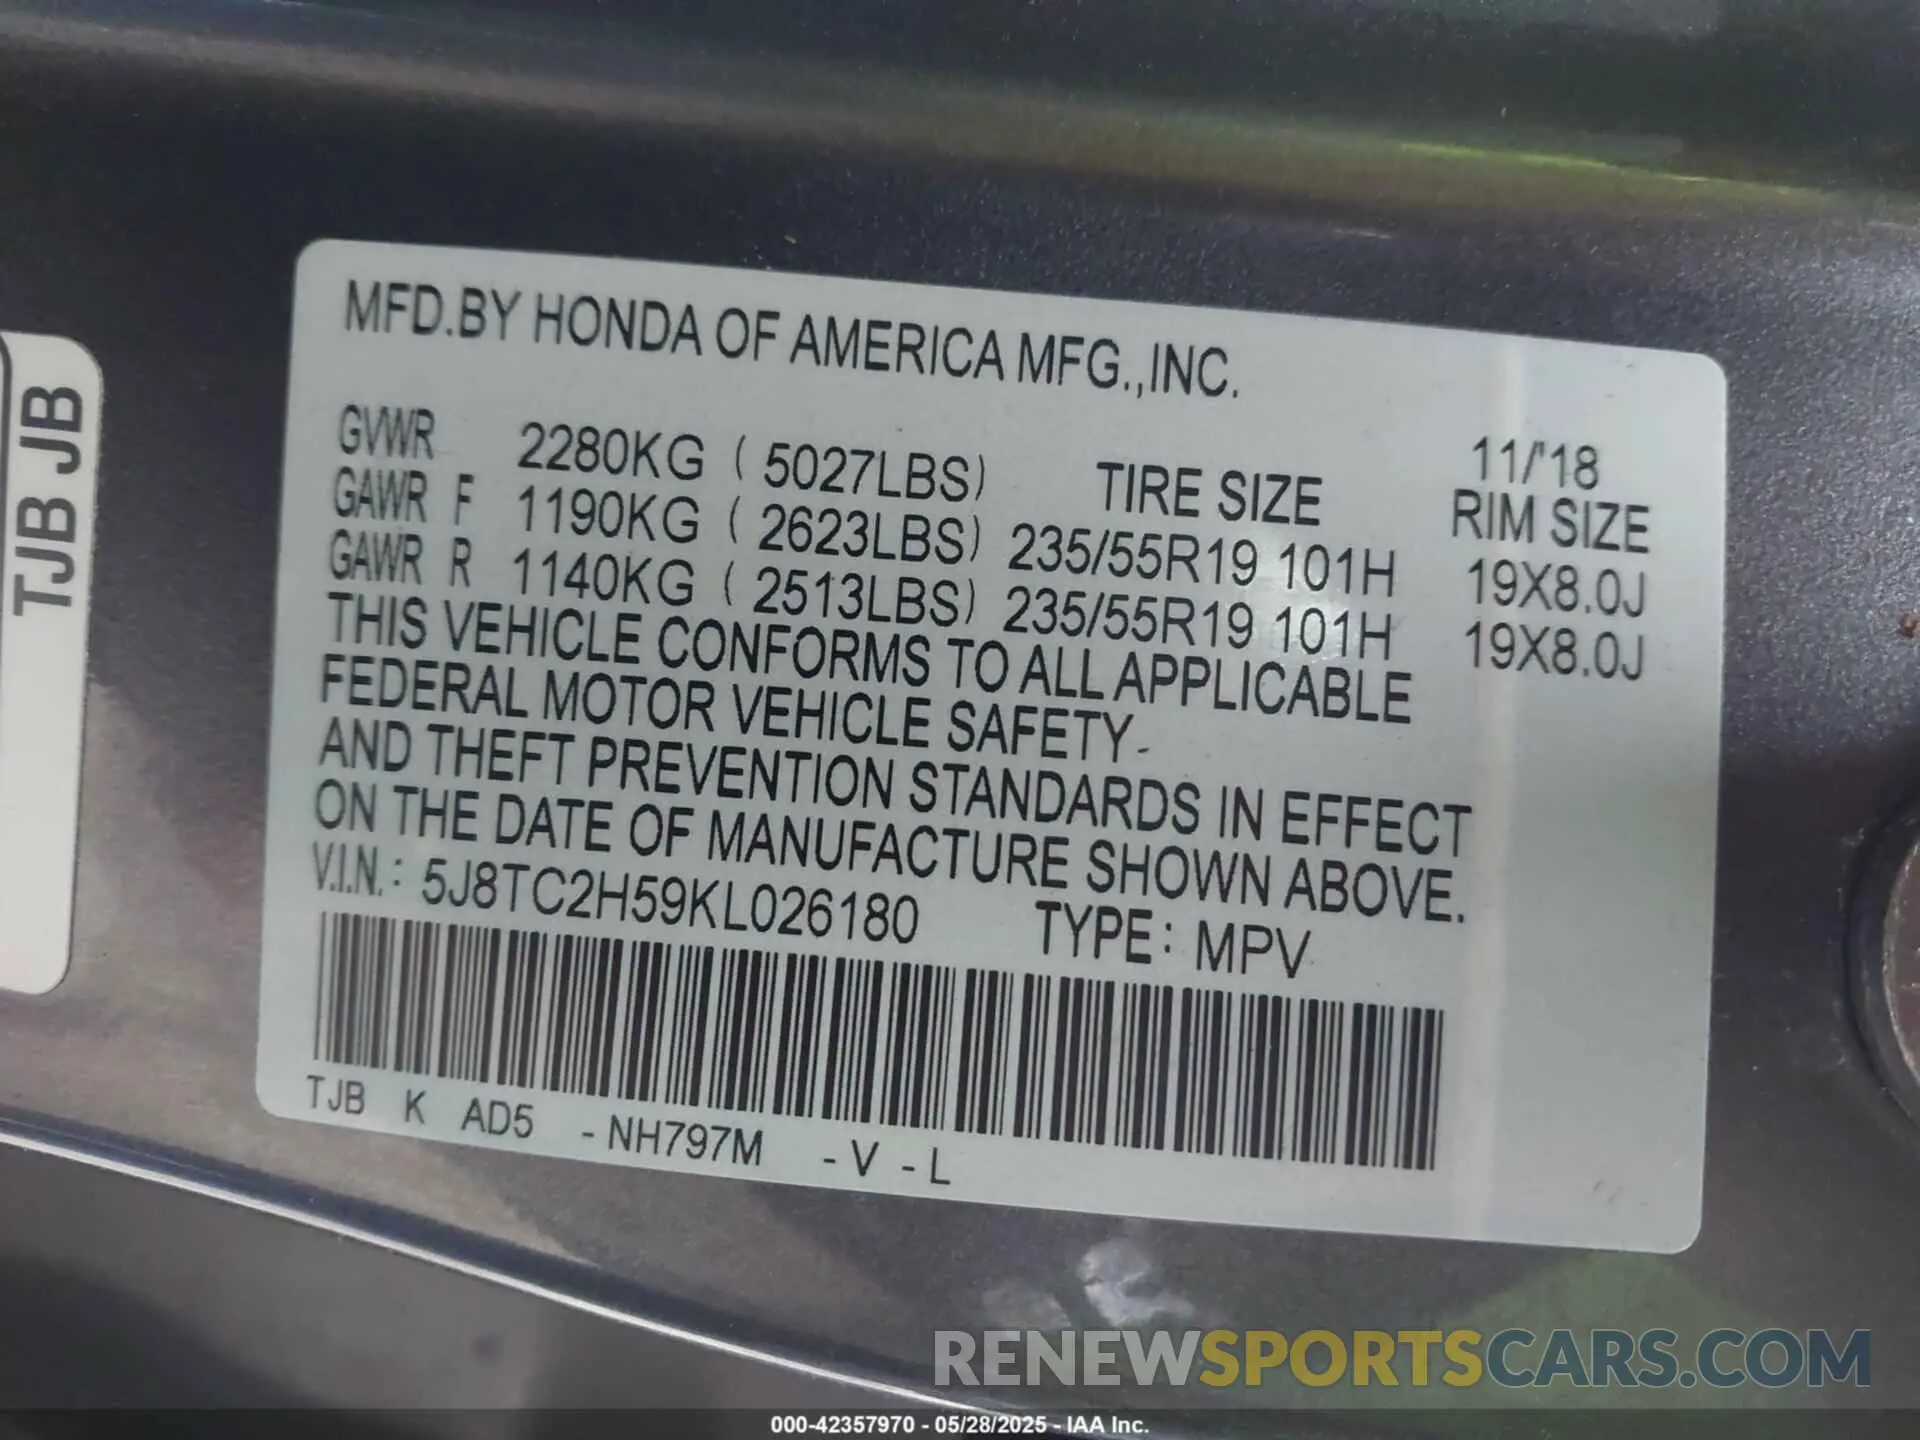 MFD.BY HONDA OF AMERICA MFG.,INC.
11/'18
GVWR 2280KG ( 5027LBS) TIRE SIZE RIM SIZE
GAWR F 1190KG ( 2623LBS) 235/55R19 101H 19X8.0J
GAWR R 1140KG ( 2513LBS) 235/55R19 101H 19X8.0J
THIS VEHICLE CONFORMS TO ALL APPLICABLE
FEDERAL MOTOR VEHICLE SAFETY-
AND THEFT PREVENTION STANDARDS IN EFFECT
ON THE DATE OF MANUFACTURE SHOWN ABOVE.
V.I.N.: 5J8TC2H59KL026180 TYPE: MPV
TJB K AD5 -NH797M -V -L
TJB JB
RENEWSPORTSCARS.COM
000-42357970 - 05/28/2025 - IAA Inc.